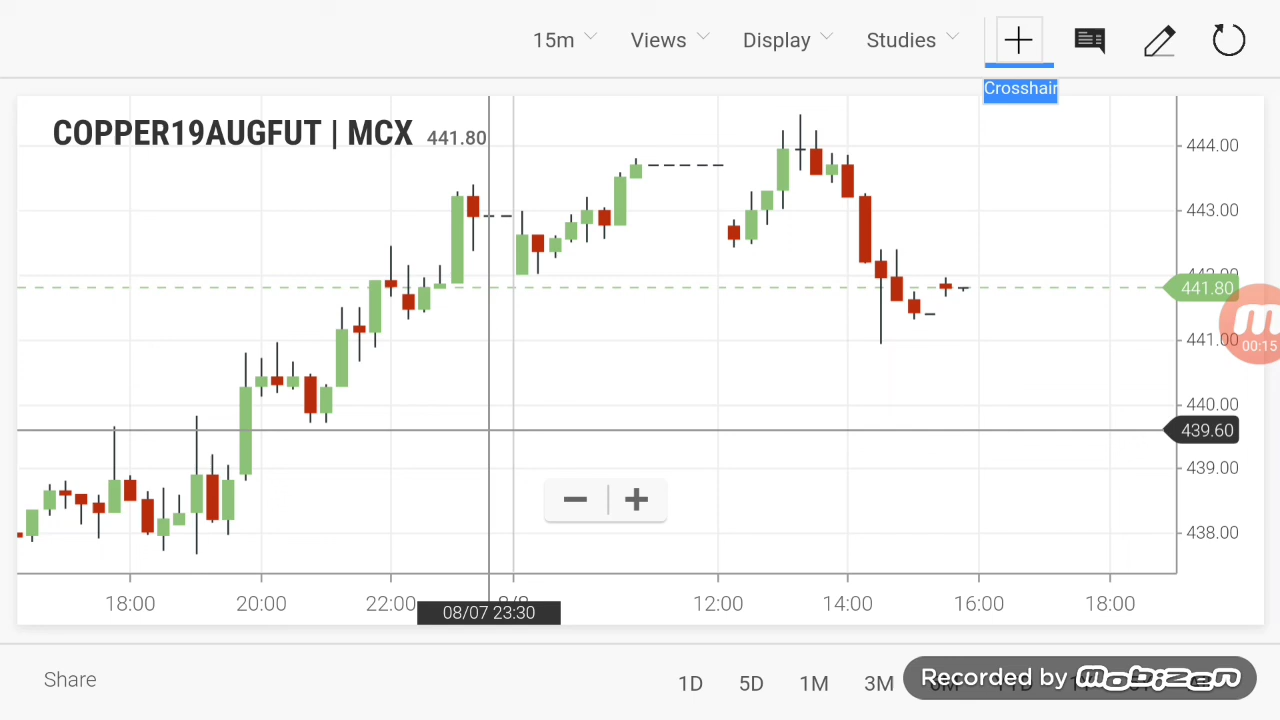 15m Views Display Studies
Crosshair
COPPER19AUGFUT | MCX 441.80
444.00
443.00
442.00
441.80
441.00
00:15
440.00
439.60
439.00
438.00
18:00 20:00 22:00 12:00 14:00 16:00 18:00
08/07 23:30
Share 1D 5D 1M 3M
Recorded by mobizen